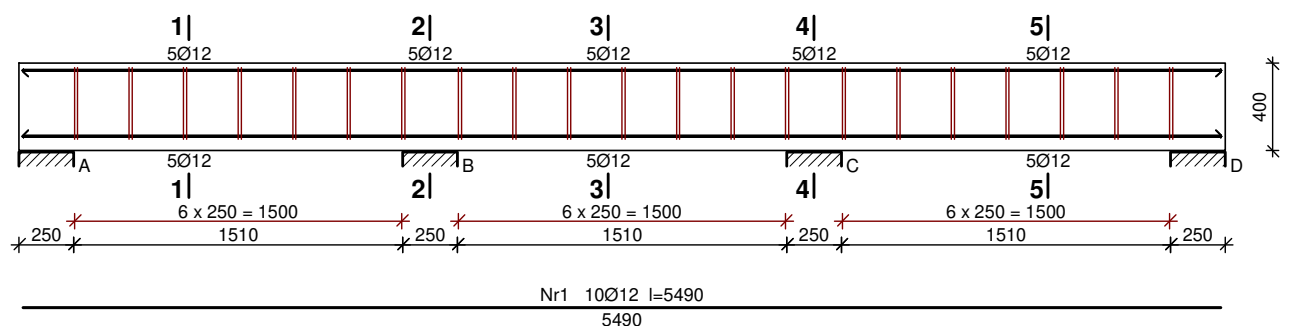 1 2 3 4 5
5Ø12 5Ø12 5Ø12 5Ø12 5Ø12
400
A 5Ø12 B 5Ø12 C 5Ø12 D
1 2 3 4 5
6 x 250 = 1500 6 x 250 = 1500 6 x 250 = 1500
250 1510 250 1510 250 1510 250
Nr1 10Ø12 l=5490
5490